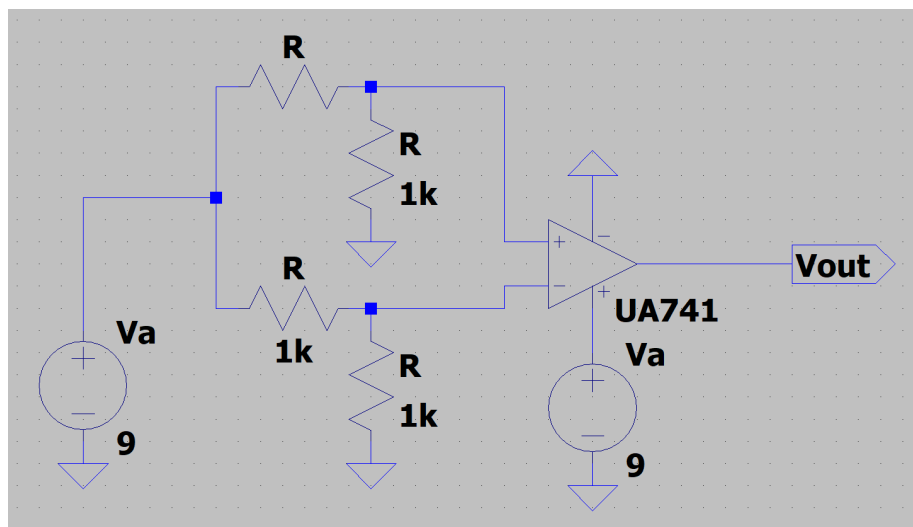 R
R
1k
R
1k
R
1k
Va
9
+
-
+
-
+
-
UA741
Va
+
-
9
Vout